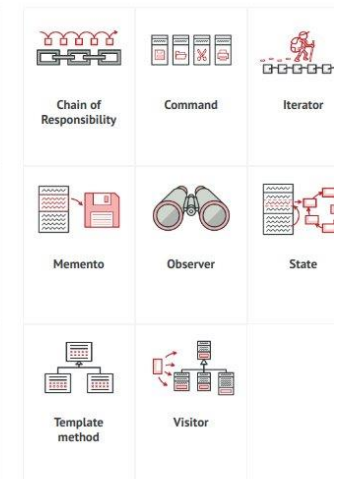 Chain of
Responsibility
Command
Iterator
Memento
Observer
State
Template
method
Visitor